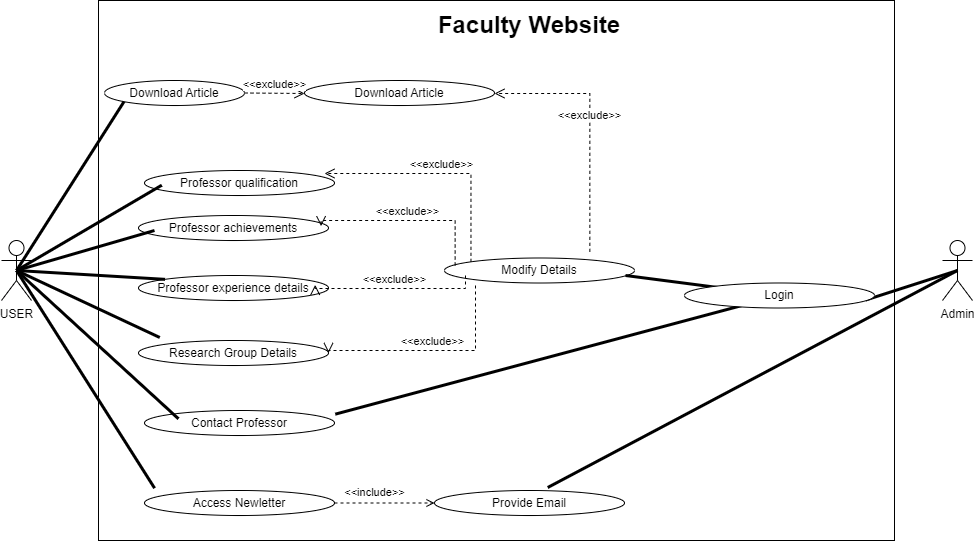 Faculty Website
Download Article
<<exclude>>
Download Article
<<exclude>>
Professor qualification
<<exclude>>
Professor achievements
<<exclude>>
Professor experience details
<<exclude>>
Modify Details
Login
USER
Admin
Research Group Details
<<exclude>>
Contact Professor
Access Newletter
<<include>>
Provide Email